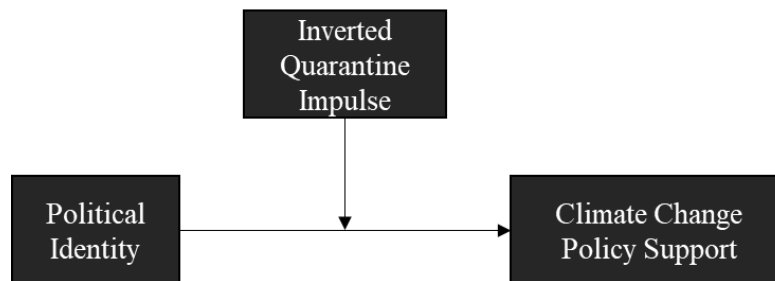 Inverted
Quarantine
Impulse
Political
Identity
Climate Change
Policy Support